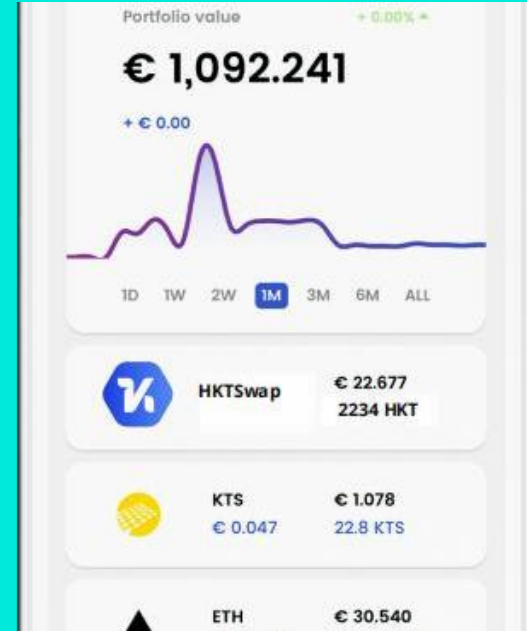 Portfolio value + 0.00%
€ 1,092.241
+ € 0.00
1D 1W 2W 1M 3M 6M ALL
HKTSwap € 22.677
2234 HKT
KTS € 1.078
€ 0.047 22.8 KTS
ETH € 30.540